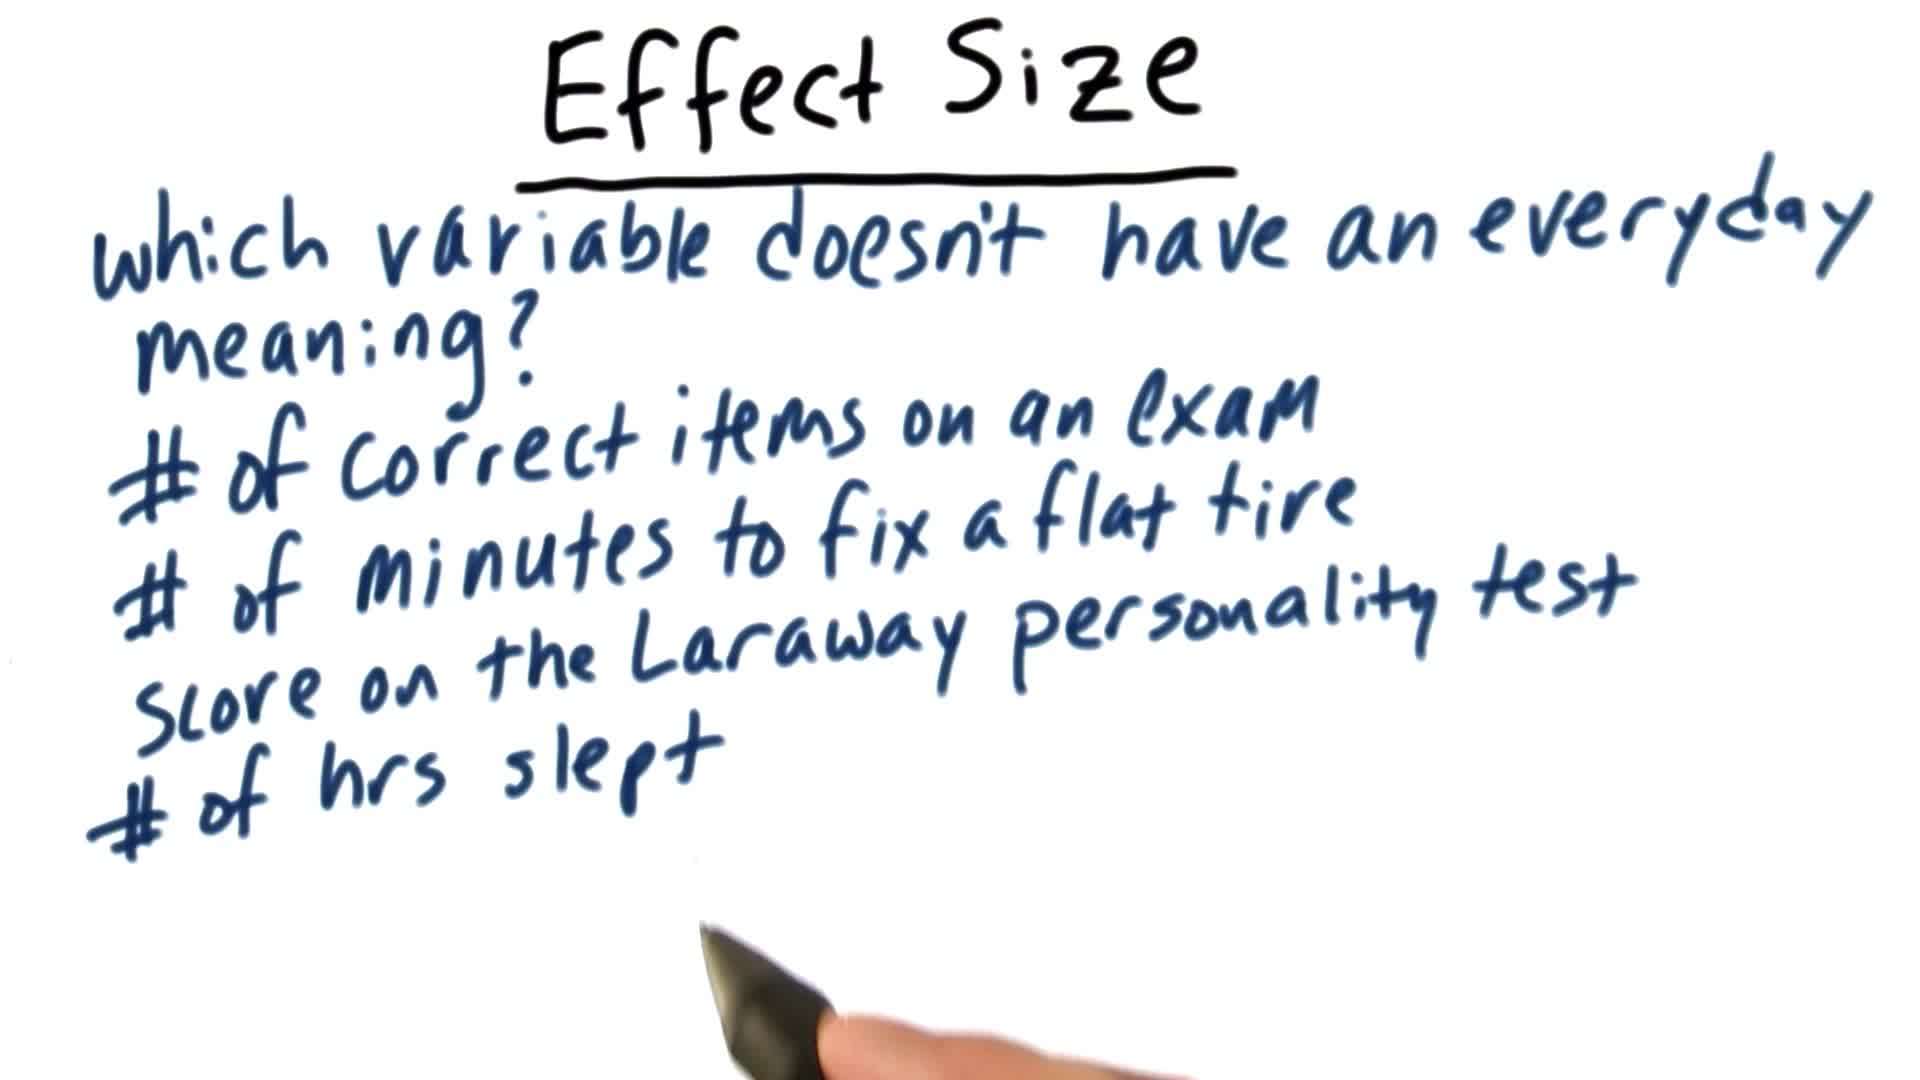 Effect Size
which variable doesn't have an everyday
meaning?
# of correct items on an exam
# of minutes to fix a flat tire
score on the Laraway personality test
# of hrs slept